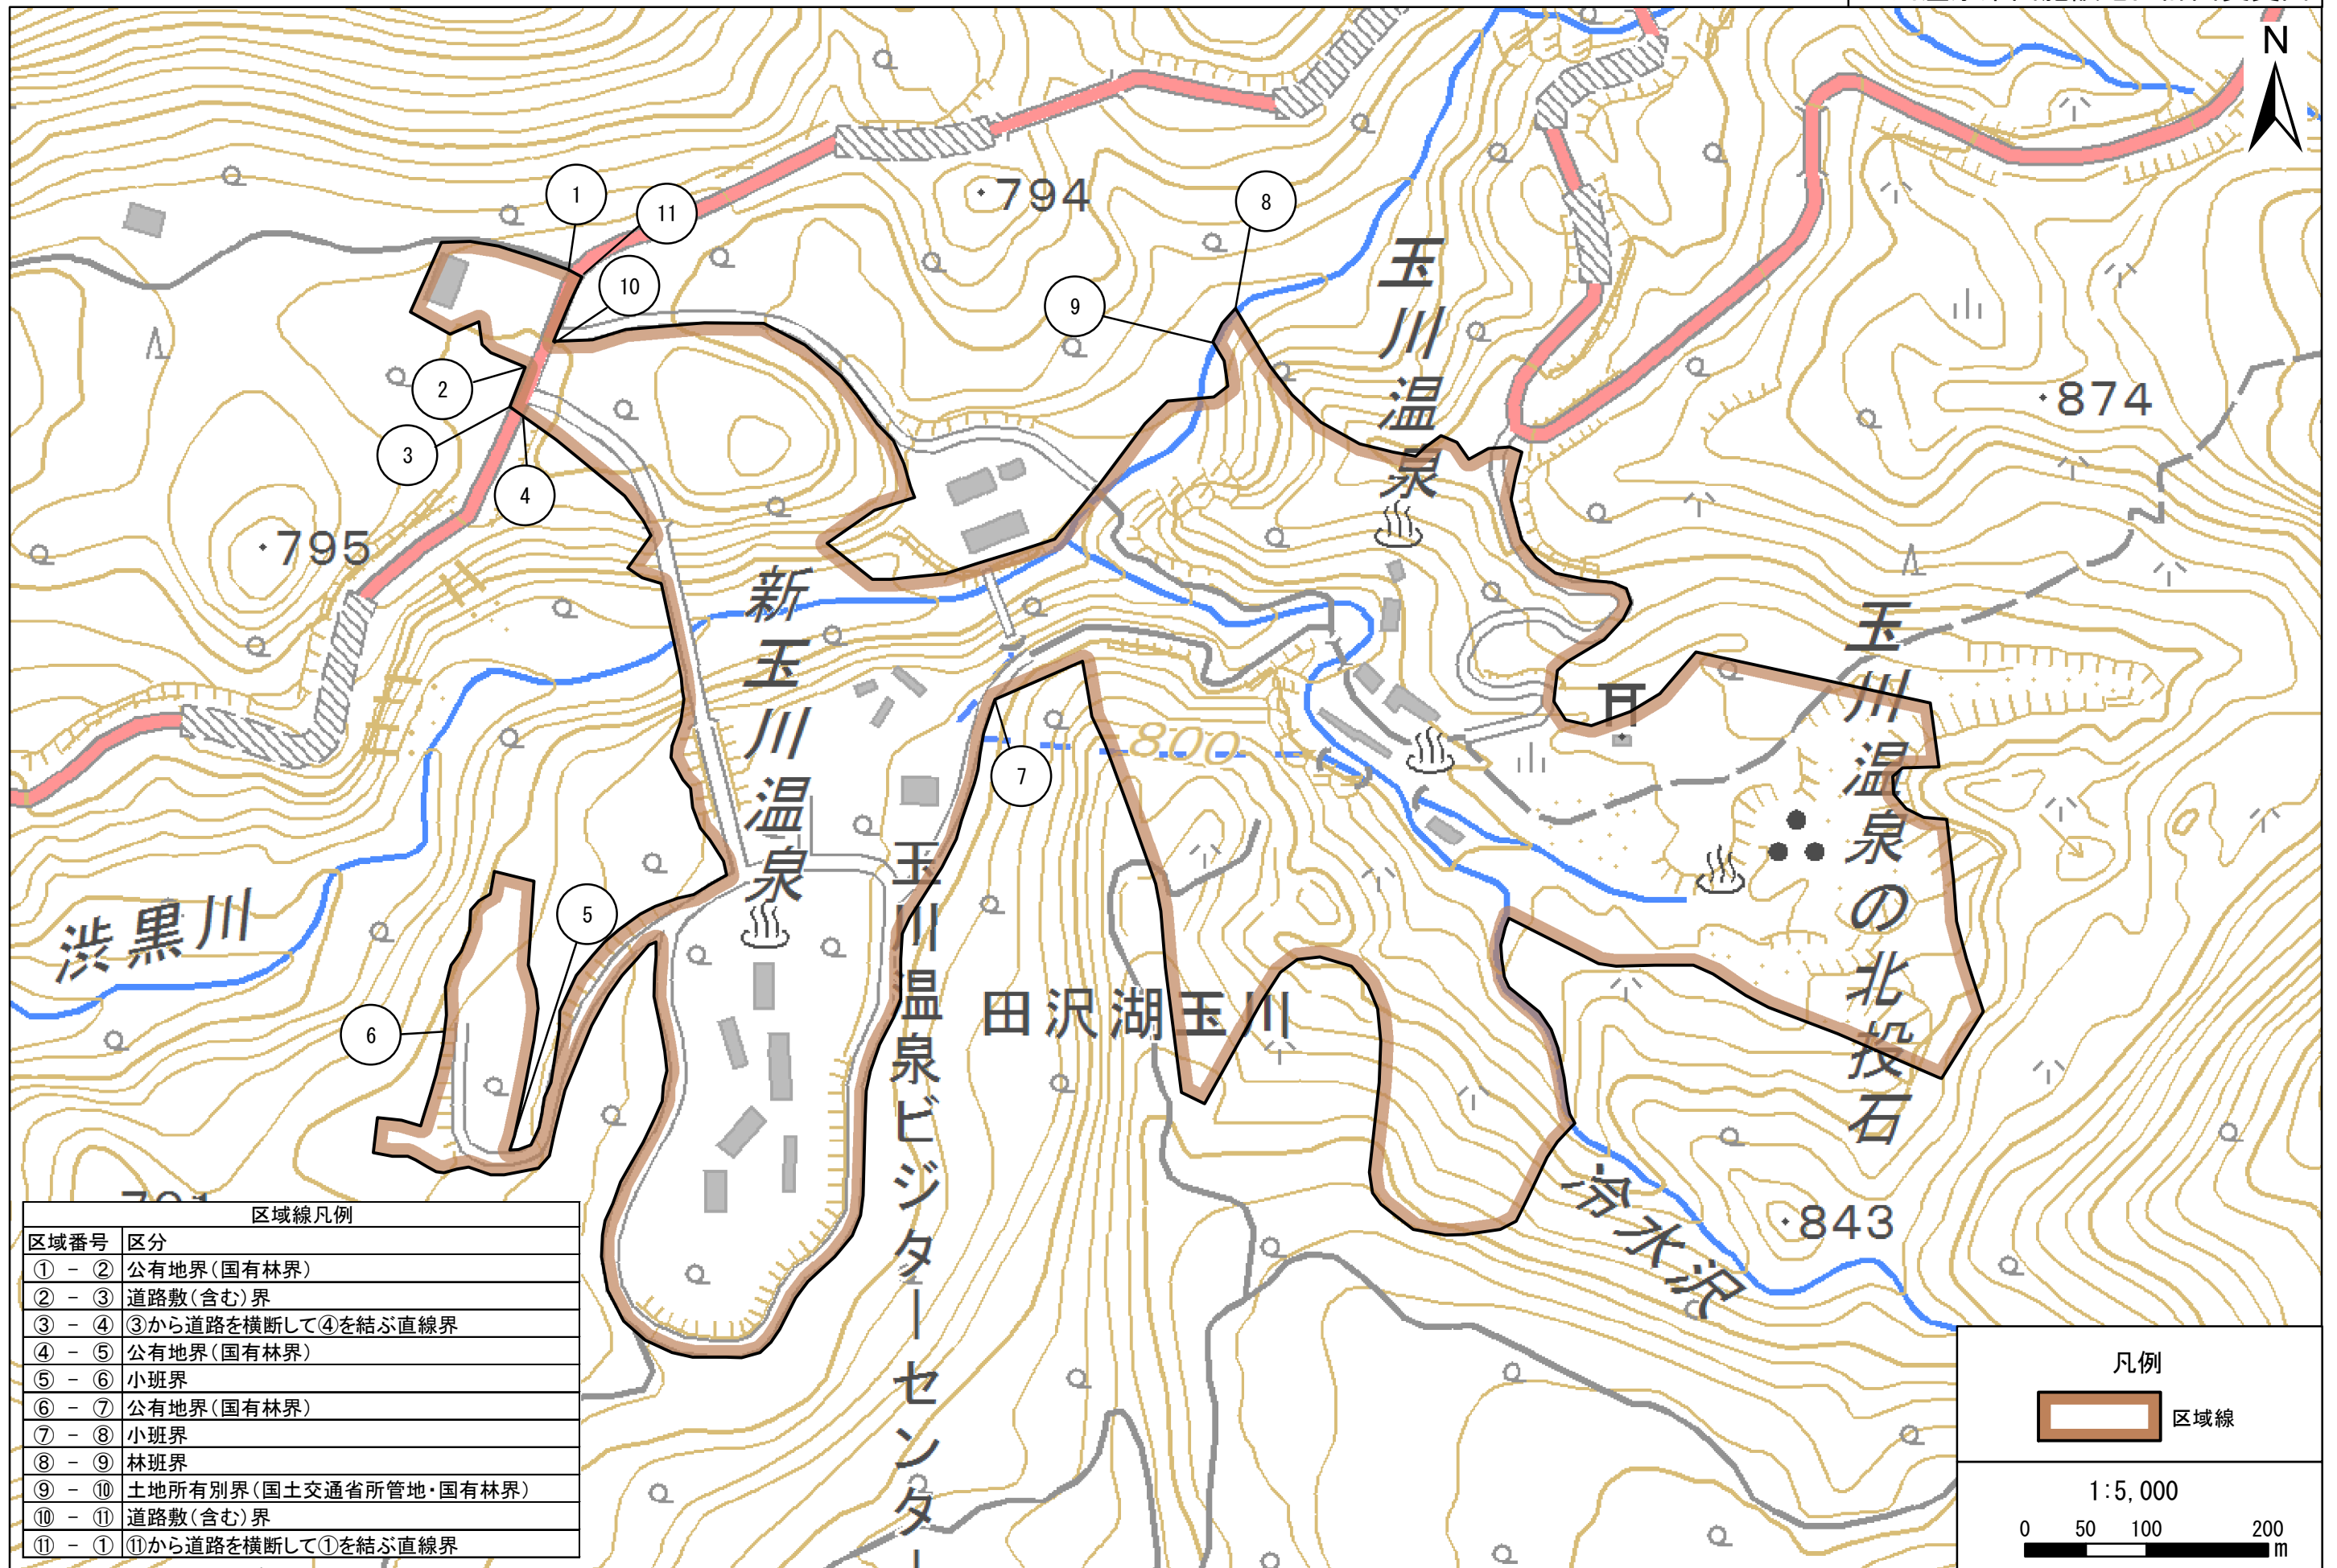 N
794
1
11
8
10
9
2
3
4
795
874
玉川温泉
新玉川温泉
玉川温泉の北投石
7
800
5
6
渋黒川
玉川温泉ビジターセンター
田沢湖玉川
冷水沢
843
区域線凡例
区域番号 区分
① - ② 公有地界(国有林界)
② - ③ 道路敷(含む)界
③ - ④ ③から道路を横断して④を結ぶ直線界
④ - ⑤ 公有地界(国有林界)
⑤ - ⑥ 小班界
⑥ - ⑦ 公有地界(国有林界)
⑦ - ⑧ 小班界
⑧ - ⑨ 林班界
⑨ - ⑩ 土地所有別界(国土交通省所管地・国有林界)
⑩ - ⑪ 道路敷(含む)界
⑪ - ① ⑪から道路を横断して①を結ぶ直線界
凡例
区域線
1:5,000
0 50 100 200
m